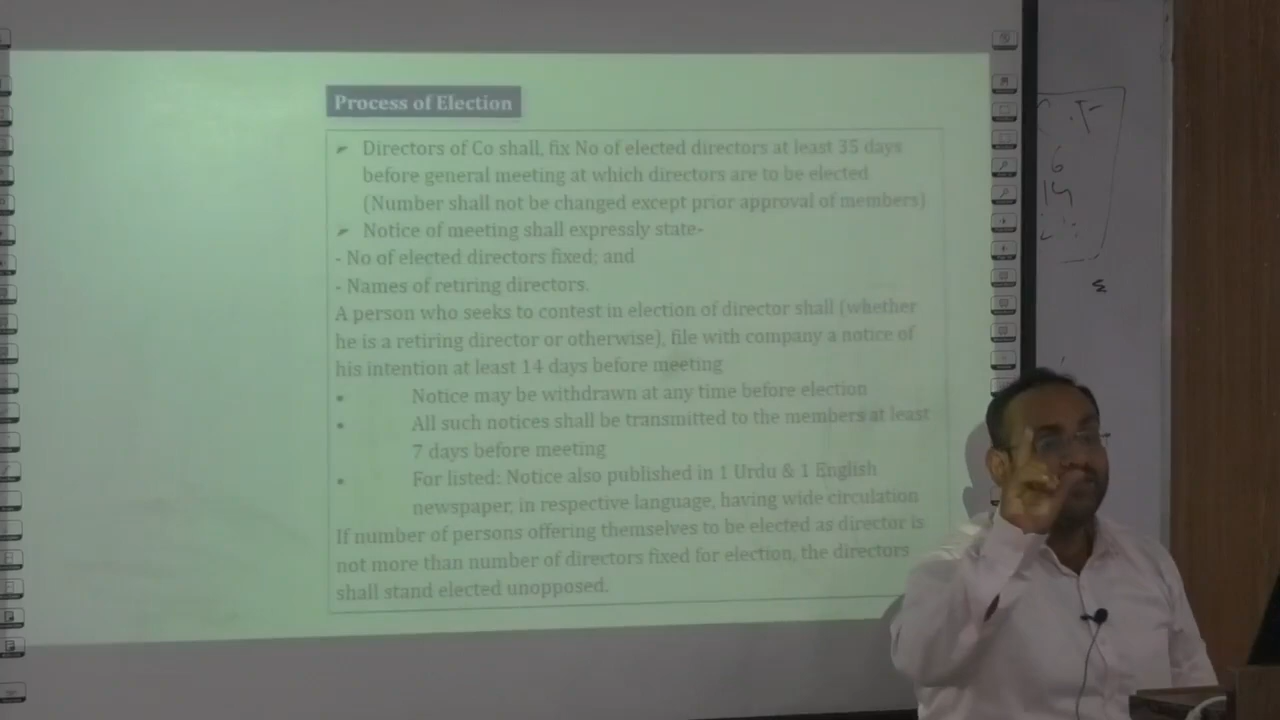 Process of Election
Directors of Co shall, fix No of elected directors at least 35 days
before general meeting at which directors are to be elected
(Number shall not be changed except prior approval of members)
Notice of meeting shall expressly state-
- No of elected directors fixed; and
- Names of retiring directors.
A person who seeks to contest in election of director shall (whether
he is a retiring director or otherwise), file with company a notice of
his intention at least 14 days before meeting
• Notice may be withdrawn at any time before election
• All such notices shall be transmitted to the members at least
7 days before meeting
• For listed: Notice also published in 1 Urdu & 1 English
newspaper, in respective language, having wide circulation
If number of persons offering themselves to be elected as director is
not more than number of directors fixed for election, the directors
shall stand elected unopposed.